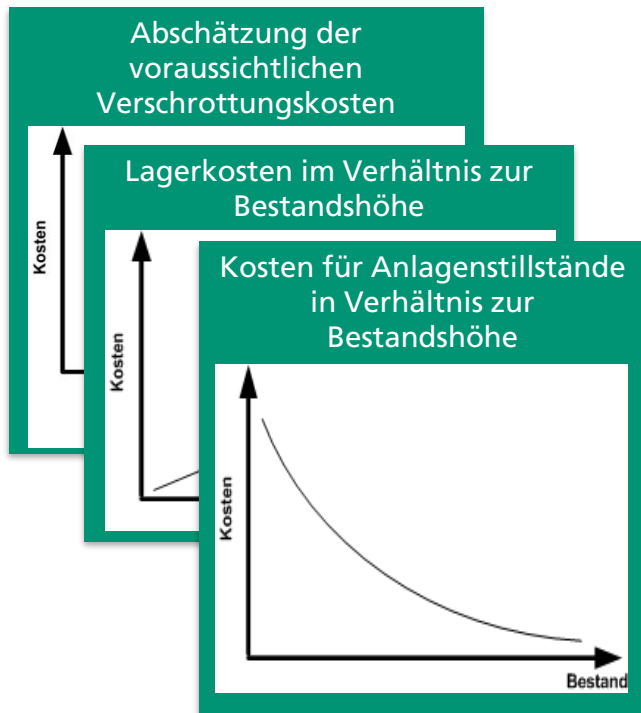 Abschätzung der
voraussichtlichen
Verschrottungskosten
Kosten
Lagerkosten im Verhältnis zur
Bestandshöhe
Kosten
Kosten für Anlagenstillstände
in Verhältnis zur
Bestandshöhe
Kosten
Bestand